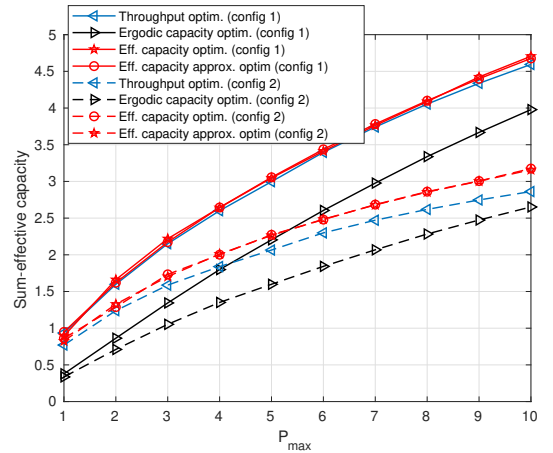 Throughput optim. (config 1)
Ergodic capacity optim. (config 1)
Eff. capacity optim. (config 1)
Eff. capacity approx. optim (config 1)
Throughput optim. (config 2)
Ergodic capacity optim. (config 2)
Eff. capacity optim. (config 2)
Eff. capacity approx. optim (config 2)
5
4.5
4
3.5
3
2.5
2
1.5
1
0.5
0
Sum-effective capacity
1 2 3 4 5 6 7 8 9 10
P_max